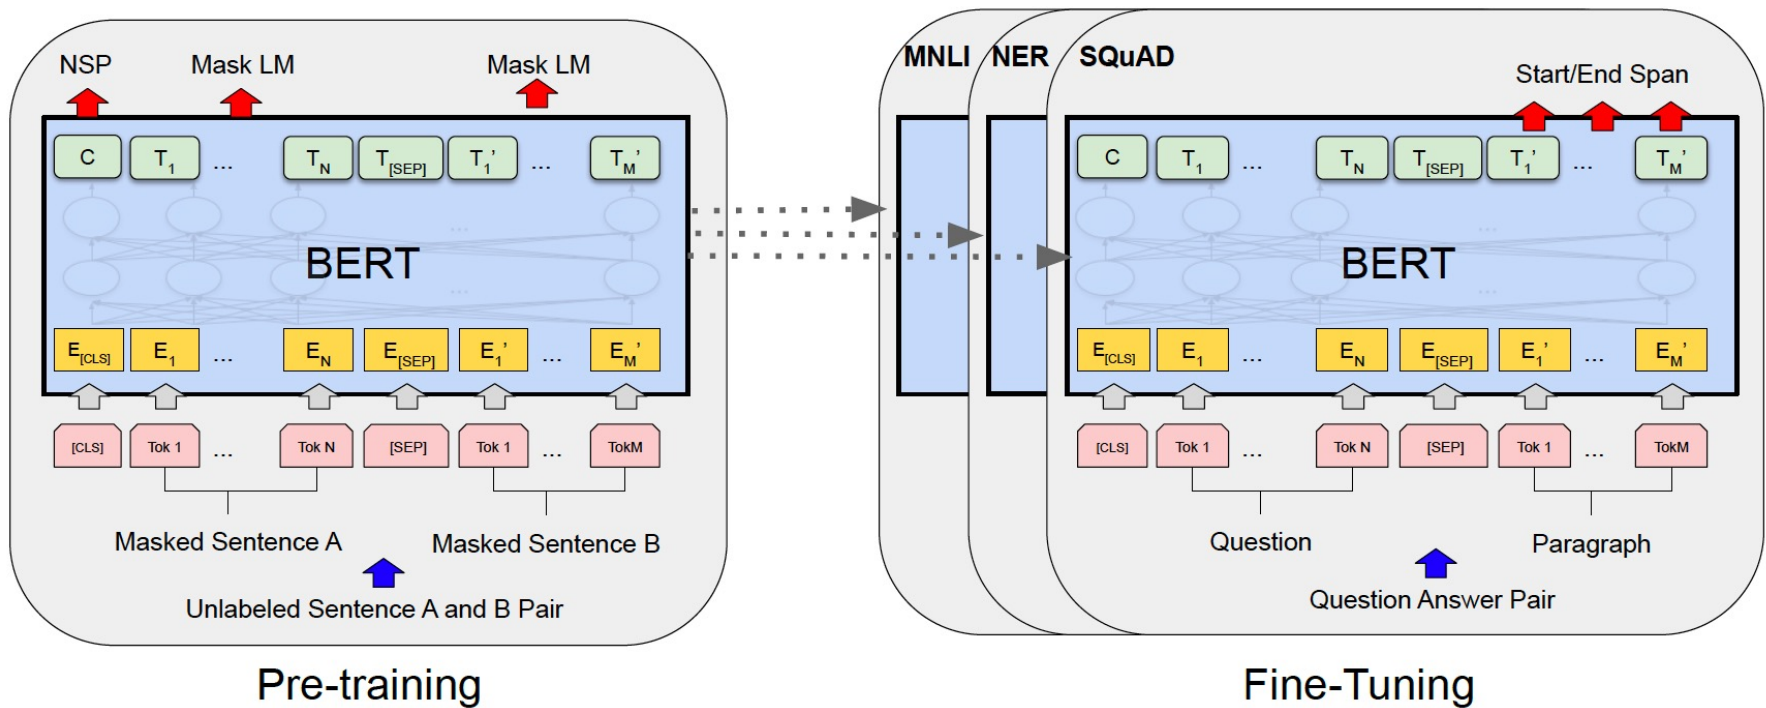 NSP Mask LM Mask LM
C T1 ... TN T[SEP] T1’ ... TM’
...
BERT
...
E[CLS] E1 ... EN E[SEP] E1’ ... EM’
[CLS] Tok 1 ... Tok N [SEP] Tok 1 ... TokM
Masked Sentence A Masked Sentence B
Unlabeled Sentence A and B Pair
Pre-training
MNLI NER SQuAD
Start/End Span
C T1 ... TN T[SEP] T1’ ... TM’
...
BERT
...
E[CLS] E1 ... EN E[SEP] E1’ ... EM’
[CLS] Tok 1 ... Tok N [SEP] Tok 1 ... TokM
Question Paragraph
Question Answer Pair
Fine-Tuning